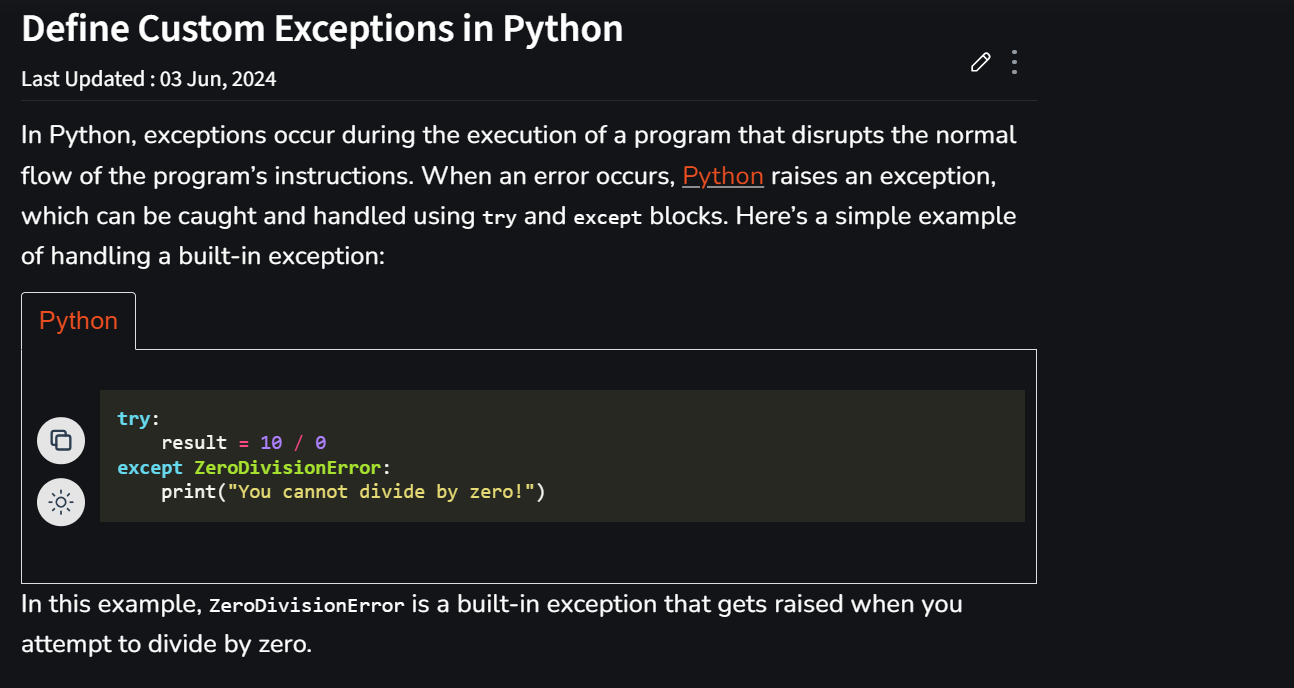 Define Custom Exceptions in Python
Last Updated : 03 Jun, 2024
In Python, exceptions occur during the execution of a program that disrupts the normal
flow of the program’s instructions. When an error occurs, Python raises an exception,
which can be caught and handled using try and except blocks. Here’s a simple example
of handling a built-in exception:
Python
try:
    result = 10 / 0
except ZeroDivisionError:
    print("You cannot divide by zero!")
In this example, ZeroDivisionError is a built-in exception that gets raised when you
attempt to divide by zero.